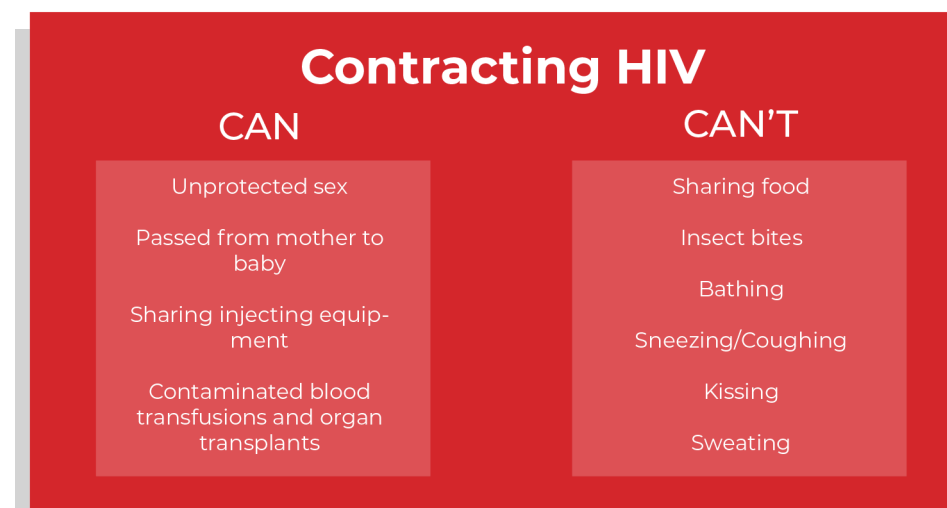 Contracting HIV
CAN
Unprotected sex
Passed from mother to
baby
Sharing injecting equip-
ment
Contaminated blood
transfusions and organ
transplants
CAN'T
Sharing food
Insect bites
Bathing
Sneezing/Coughing
Kissing
Sweating